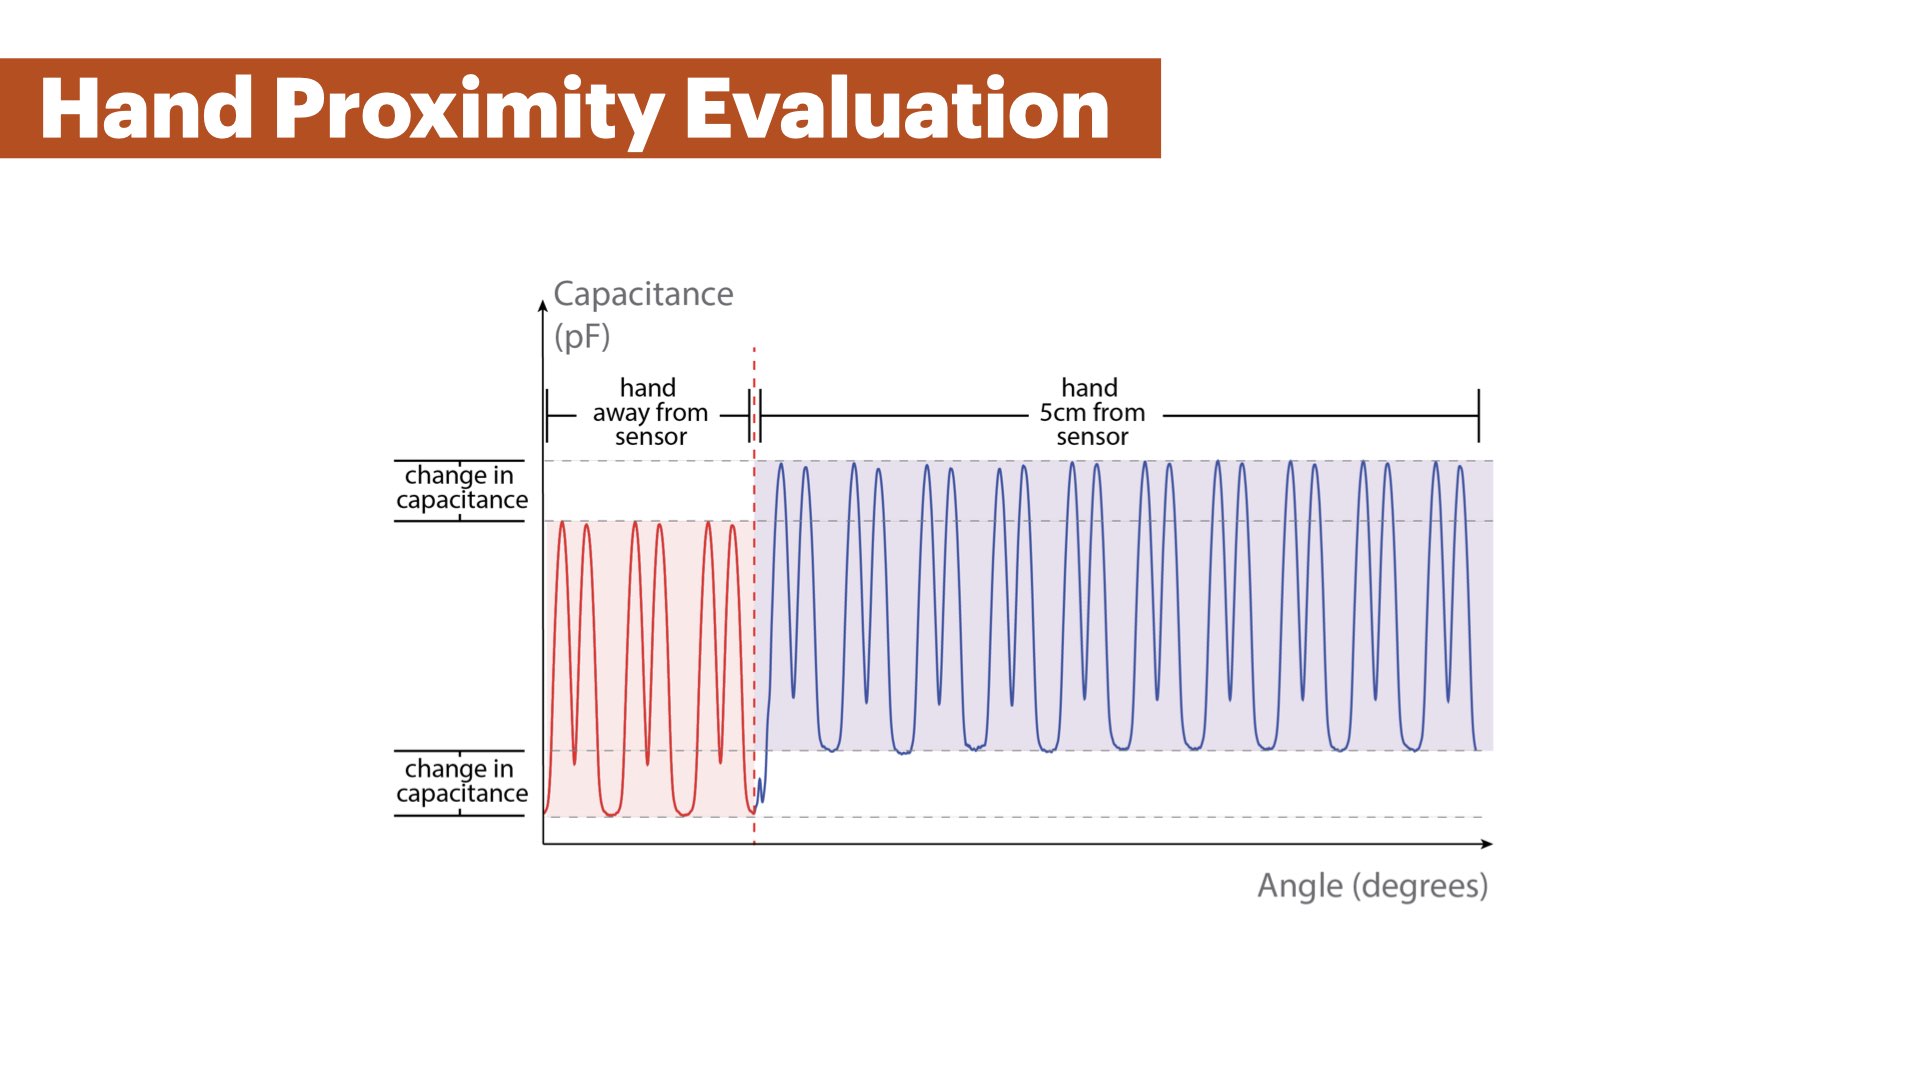 Hand Proximity Evaluation
Capacitance
(pF)
hand
away from
sensor
hand
5cm from
sensor
change in
capacitance
change in
capacitance
Angle (degrees)